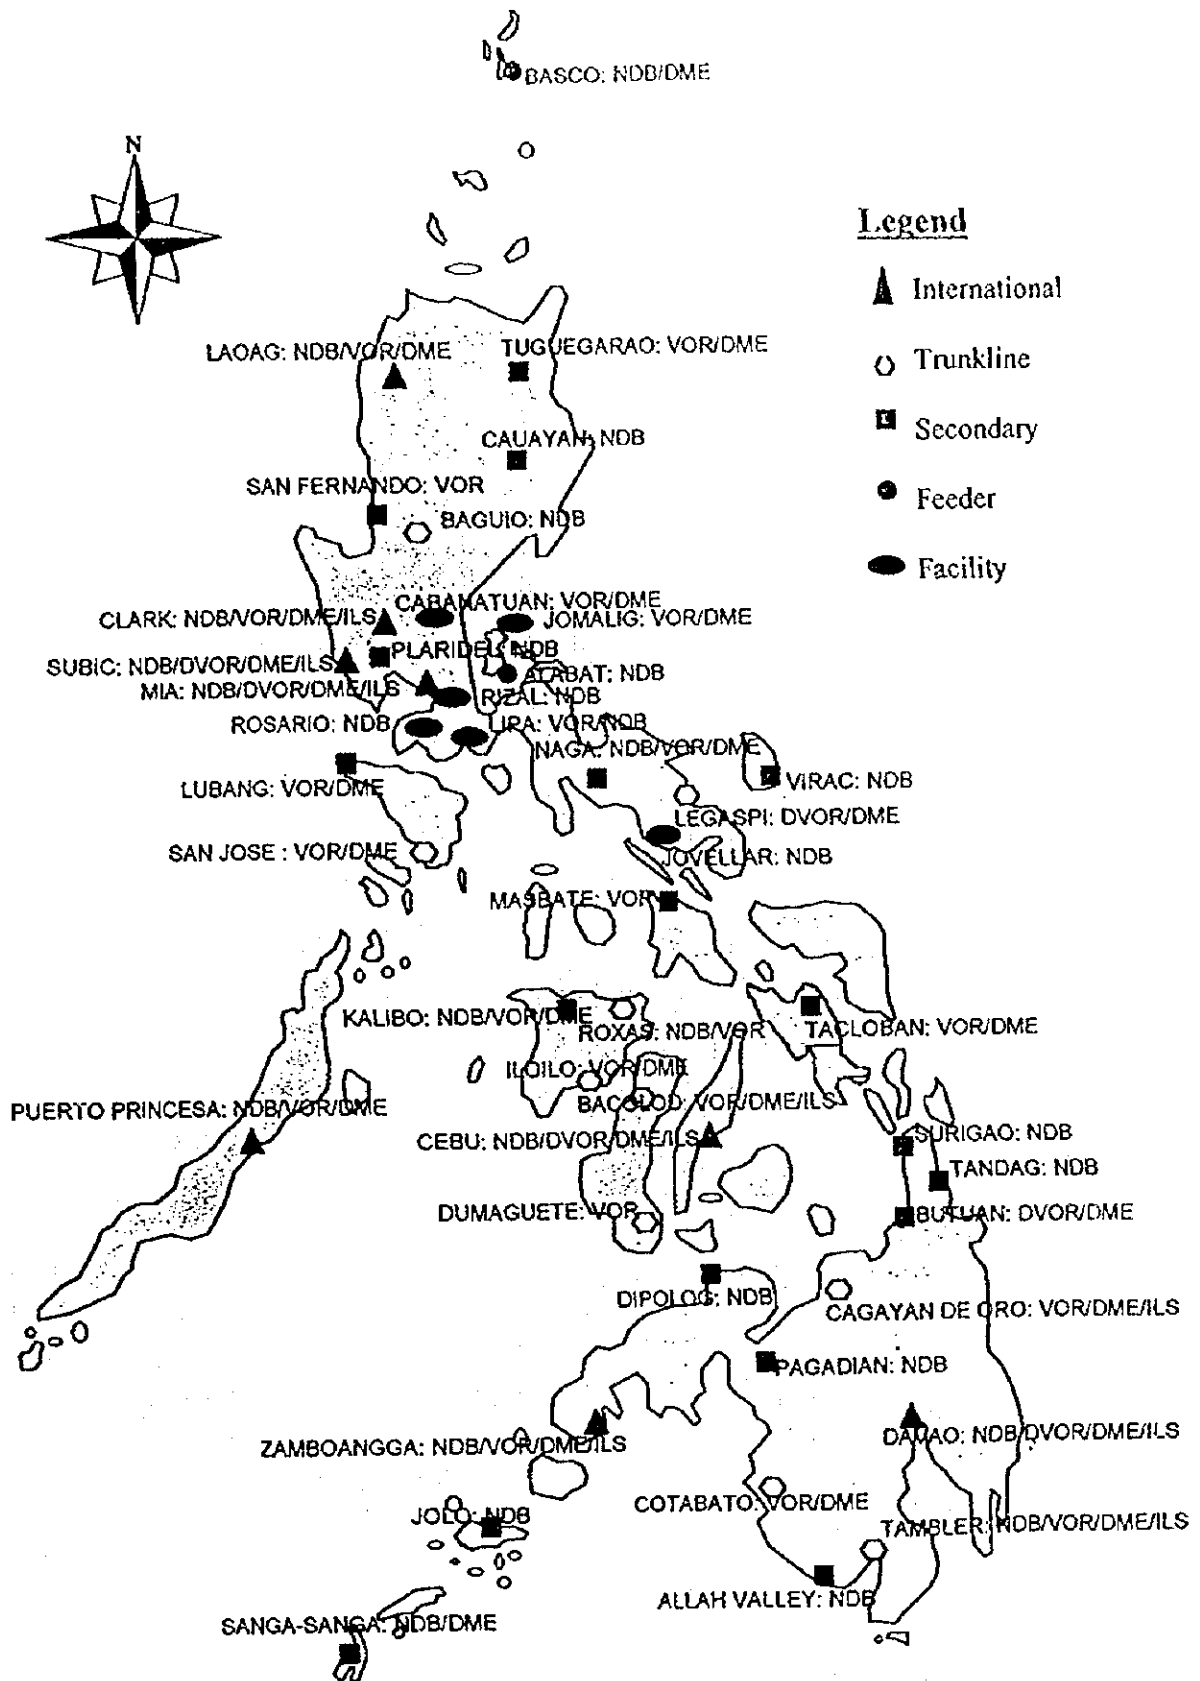 BASCO: NDB/DME
N
Legend
International
Trunkline
Secondary
Feeder
Facility
LAOAG: NDB/VOR/DME
TUGUEGARAO: VOR/DME
CAUAYAN: NDB
SAN FERNANDO: VOR
BAGUIO: NDB
CABANATUAN: VOR/DME
CLARK: NDB/VOR/DME/ILS
JOMALIG: VOR/DME
PLARIDEL: NDB
SUBIC: NDB/DVOR/DME/ILS
ALABAT: NDB
MIA: NDB/DVOR/DME/ILS
RIZAL: NDB
ROSARIO: NDB
LIPA: VOR/NDB
NAGA: NDB/VOR/DME
LUBANG: VOR/DME
VIRAC: NDB
LEGASPI: DVOR/DME
SAN JOSE : VOR/DME
JOVELLAR: NDB
MASBATE: VOR
KALIBO: NDB/VOR/DME
ROXAS: NDB/VOR
TACLOBAN: VOR/DME
ILOILO: VOR/DME
BACOLOD: VOR/DME/ILS
PUERTO PRINCESA: NDB/VOR/DME
CEBU: NDB/DVOR/DME/ILS
SURIGAO: NDB
TANDAG: NDB
DUMAGUETE: VOR
BUTUAN: DVOR/DME
DIPOLOG: NDB
CAGAYAN DE ORO: VOR/DME/ILS
PAGADIAN: NDB
ZAMBOANGGA: NDB/VOR/DME/ILS
DAVAO: NDB/DVOR/DME/ILS
COTABATO: VOR/DME
JOLO: NDB
TAMBLER: NDB/VOR/DME/ILS
ALLAH VALLEY: NDB
SANGA-SANGA: NDB/DME